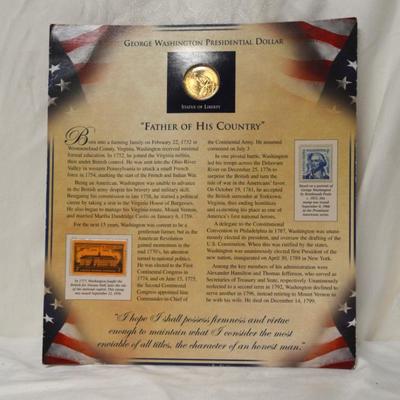 GEORGE WASHINGTON PRESIDENTIAL DOLLAR
STATUE OF LIBERTY
"FATHER OF HIS COUNTRY"
Born into a farming family on February 22, 1732 in
Westmoreland County, Virginia, Washington received minimal
formal education. In 1752, he joined the Virginia militia,
then under British control. He was sent into the Ohio River
Valley in western Pennsylvania to attack a small French
force in 1754, marking the start of the French and Indian War.
Being an American, Washington was unable to advance
in the British army despite his bravery and military skill.
Resigning his commission in late 1758, he started a political
career by taking a seat in the Virginia House of Burgesses.
He also began to manage his Virginia estate, Mount Vernon,
and married Martha Dandridge Custis on January 6, 1759.
For the next 15 years, Washington was content to be a
gentleman farmer, but as the
American Revolution
gained momentum in the
mid 1770's, his attention
turned to national politics.
He was elected to the First
Continental Congress in
1774, and on June 15, 1775,
the Second Continental
Congress appointed him
Commander-in-Chief of
the Continental Army. He assumed
command on July 3.
In one pivotal battle, Washington
led his troops across the Delaware
River on December 25, 1776 to
surprise the British and turn the
tide of war in the Americans' favor.
On October 19, 1781, he accepted
the British surrender at Yorktown,
Virginia, thus ending hostilities
and cementing his place as one of
America's first national heroes.
A delegate to the Constitutional
Convention in Philadelphia in 1787, Washington was unani-
mously elected its president, and oversaw the drafting of the
U.S. Constitution. When this was ratified by the states,
Washington was unanimously elected first President of the
new nation, inaugurated on April 30, 1789 in New York.
Among the key members of his administration were
Alexander Hamilton and Thomas Jefferson, who served as
Secretaries of Treasury and State, respectively. Unanimously
reelected to a second term in 1792, Washington declined to
serve another in 1796, instead retiring to Mount Vernon to
be with his wife. He died on December 14, 1799.
"I hope I shall possess firmness and virtue
enough to maintain what I consider the most
enviable of all titles, the character of an honest man."